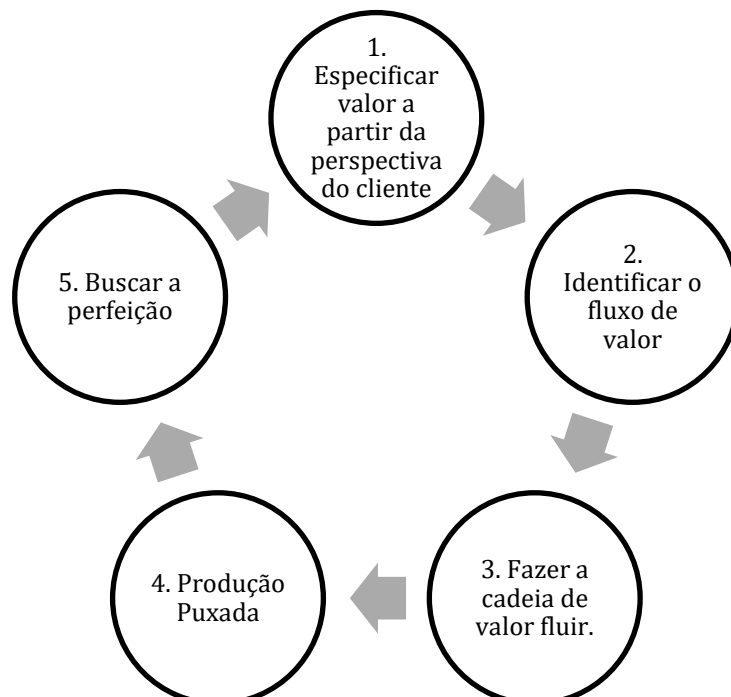 1.
Especificar
valor a
partir da
perspectiva
do cliente
2.
Identificar o
fluxo de
valor
3. Fazer a
cadeia de
valor fluir.
4. Produção
Puxada
5. Buscar a
perfeição